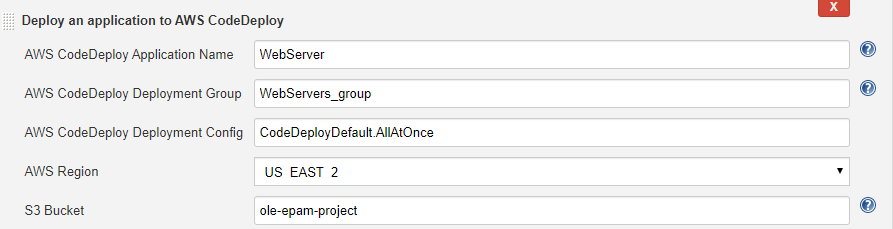 X
Deploy an application to AWS CodeDeploy
AWS CodeDeploy Application Name WebServer
AWS CodeDeploy Deployment Group WebServers_group
AWS CodeDeploy Deployment Config CodeDeployDefault.AllAtOnce
AWS Region US_EAST_2
S3 Bucket ole-epam-project